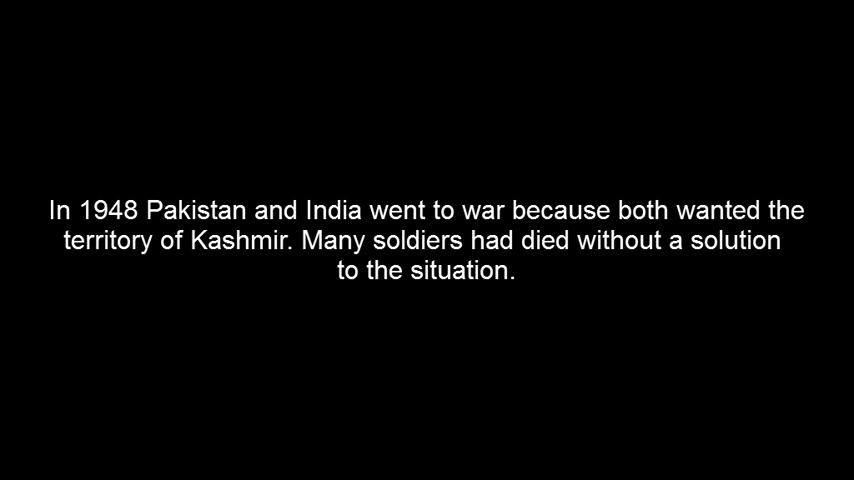 In 1948 Pakistan and India went to war because both wanted the
territory of Kashmir. Many soldiers had died without a solution
to the situation.